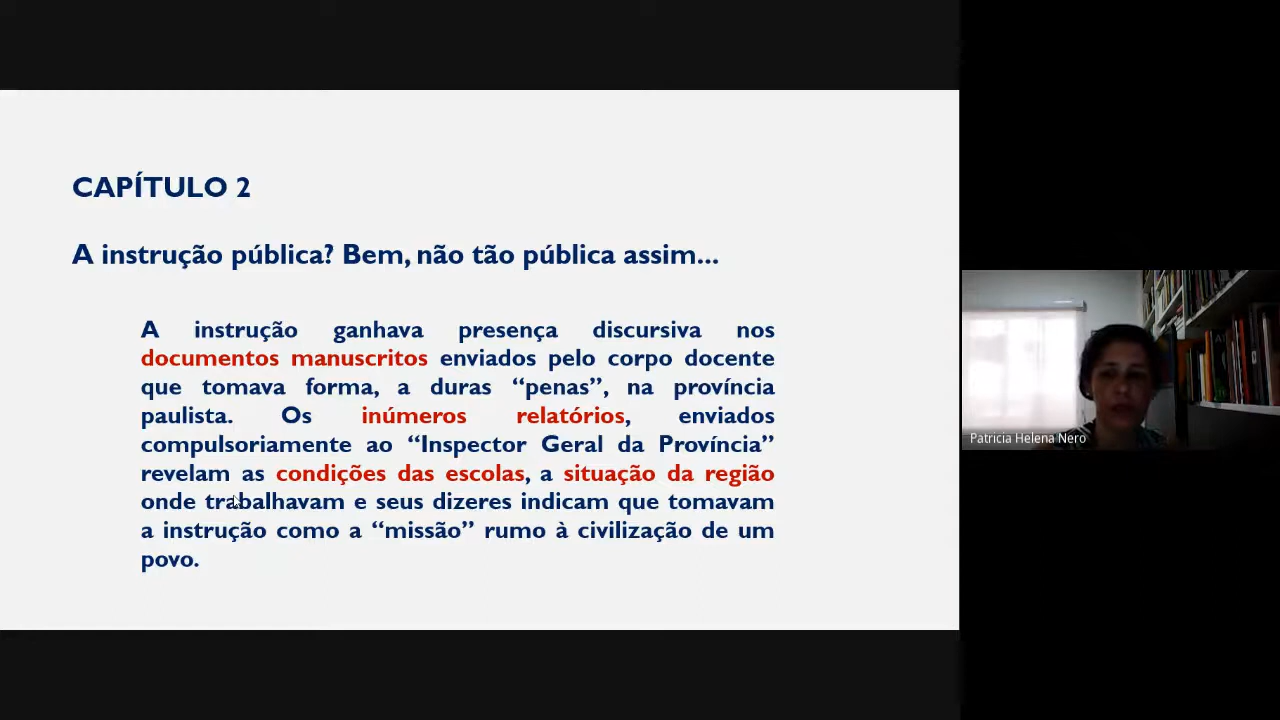 CAPÍTULO 2
A instrução pública? Bem, não tão pública assim...
A instrução ganhava presença discursiva nos
documentos manuscritos enviados pelo corpo docente
que tomava forma, a duras “penas”, na província
paulista. Os inúmeros relatórios, enviados
compulsoriamente ao “Inspector Geral da Província”
revelam as condições das escolas, a situação da região
onde trabalhavam e seus dizeres indicam que tomavam
a instrução como a “missão” rumo à civilização de um
povo.
Patricia Helena Nero